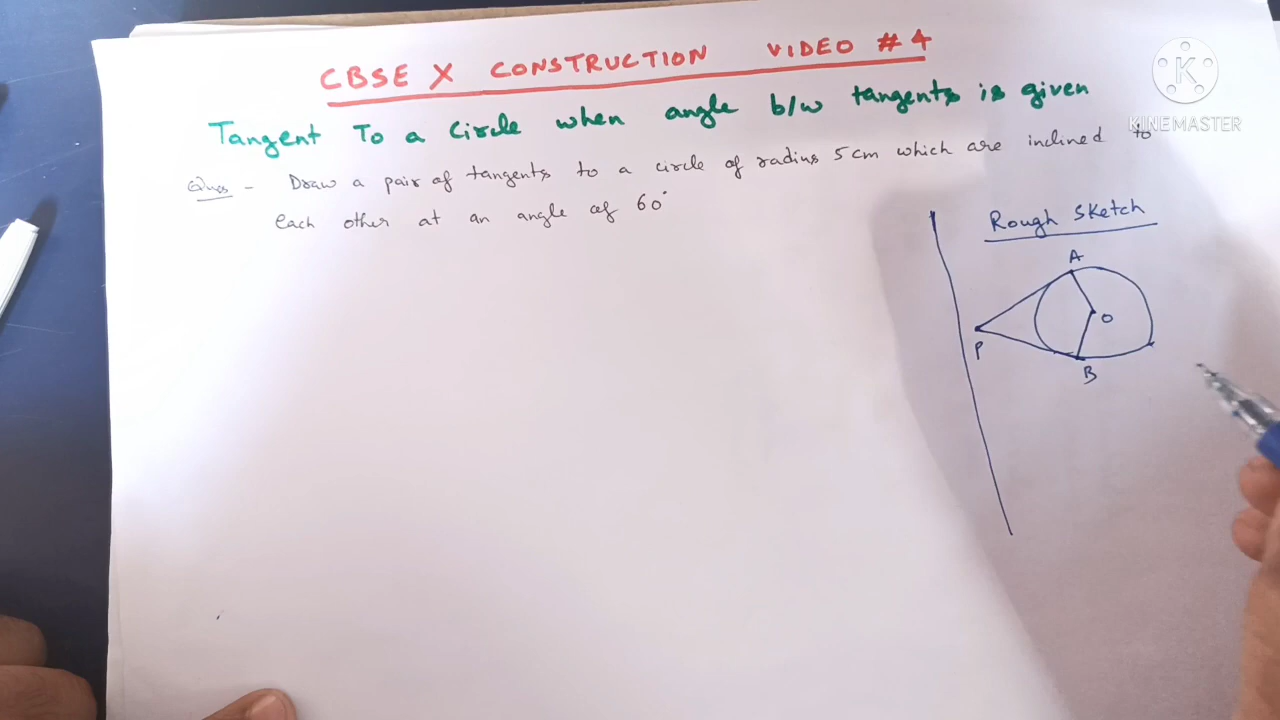 CBSE X CONSTRUCTION VIDEO #4
Tangent To a Circle when angle b/w tangents is given
Ques - Draw a pair of tangents to a circle of radius 5cm which are inclined to
each other at an angle of 60°
Rough Sketch
A
O
P
B
K
KINEMASTER